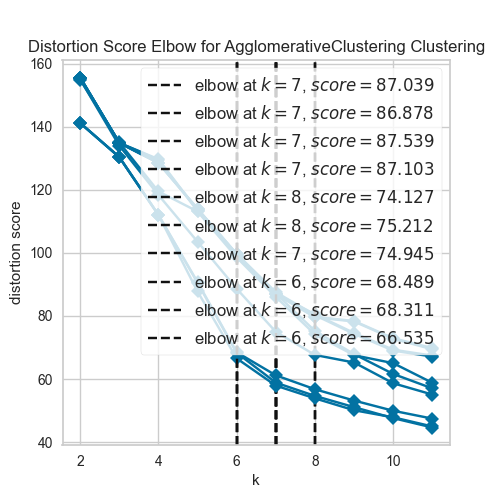 Distortion Score Elbow for AgglomerativeClustering Clustering
160
140
120
100
80
60
40
distortion score
elbow at k = 7, score = 87.039
elbow at k = 7, score = 86.878
elbow at k = 7, score = 87.539
elbow at k = 7, score = 87.103
elbow at k = 8, score = 74.127
elbow at k = 8, score = 75.212
elbow at k = 7, score = 74.945
elbow at k = 6, score = 68.489
elbow at k = 6, score = 68.311
elbow at k = 6, score = 66.535
2 4 6 8 10
k